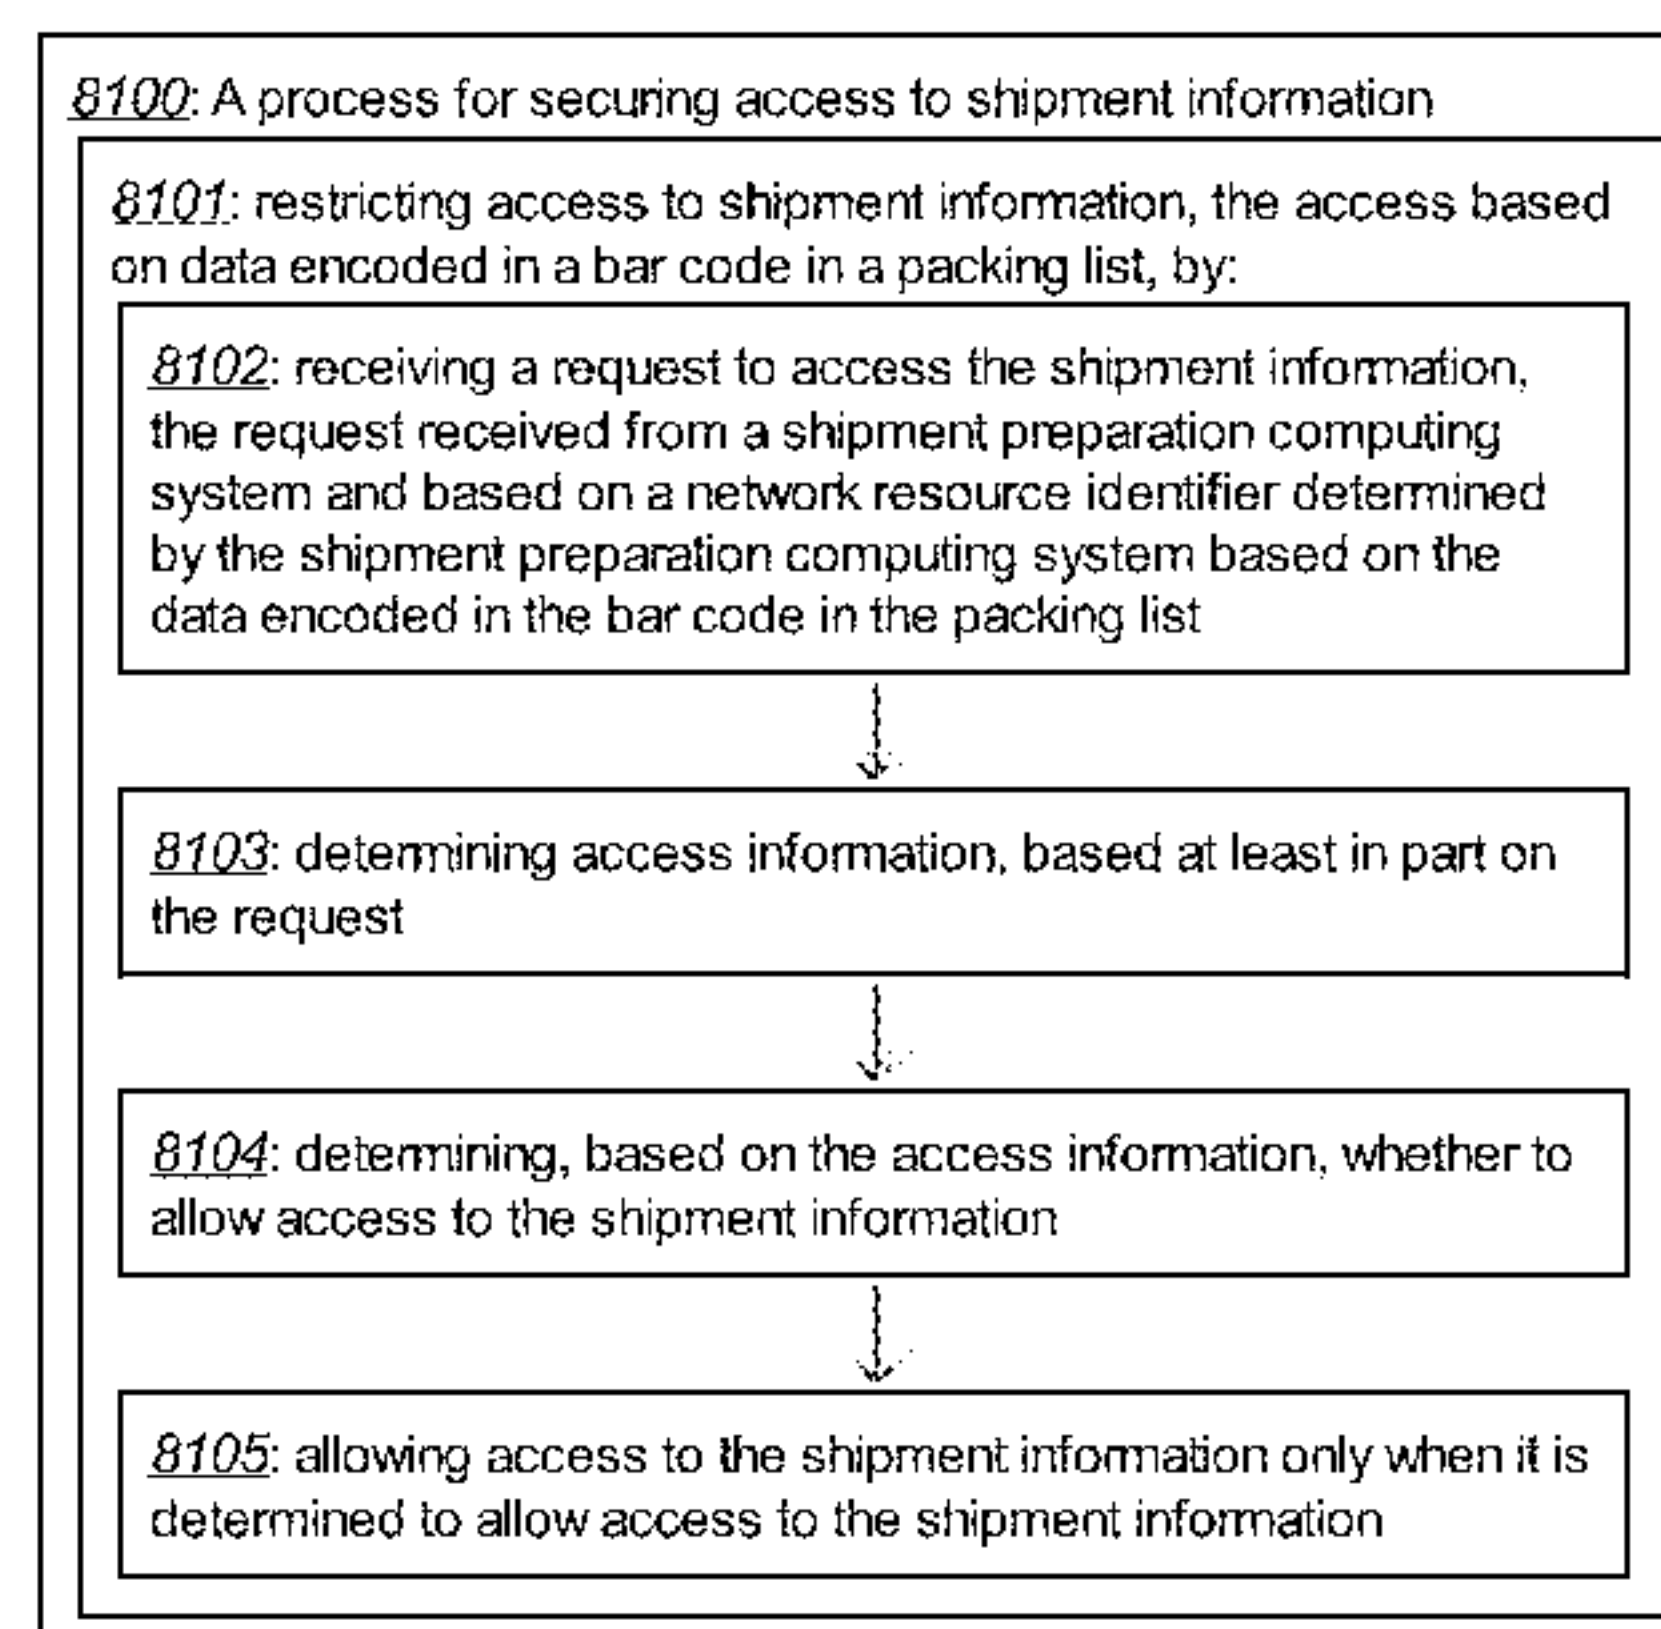 8100: A process for securing access to shipment information
8101: restricting access to shipment information, the access based
on data encoded in a bar code in a packing list, by:
8102: receiving a request to access the shipment information,
the request received from a shipment preparation computing
system and based on a network resource identifier determined
by the shipment preparation computing system based on the
data encoded in the bar code in the packing list
8103: determining access information, based at least in part on
the request
8104: determining, based on the access information, whether to
allow access to the shipment information
8105: allowing access to the shipment information only when it is
determined to allow access to the shipment information